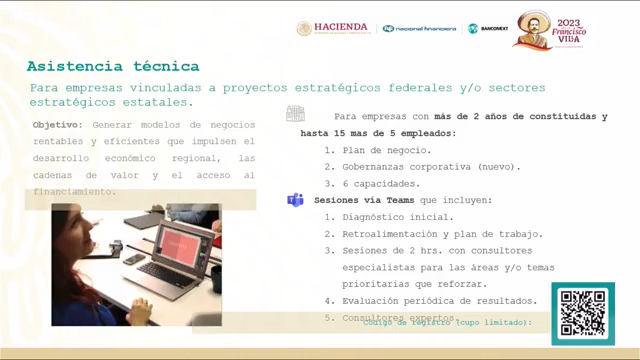 HACIENDA
nacional financiera
BANCOMEXT
2023
Francisco
VILLA
Asistencia técnica
Para empresas vinculadas a proyectos estratégicos federales y/o sectores
estratégicos estatales.
Objetivo: Generar modelos de negocios
rentables y eficientes que impulsen el
desarrollo económico regional, las
cadenas de valor y el acceso al
financiamiento.
Para empresas con más de 2 años de constituidas y
hasta 15 mas de 5 empleados:
1. Plan de negocio.
2. Gobernanzas corporativa (nuevo).
3. 6 capacidades.
Sesiones vía Teams que incluyen:
1. Diagnóstico inicial.
2. Retroalimentación y plan de trabajo.
3. Sesiones de 2 hrs. con consultores
especialistas para las áreas y/o temas
prioritarias que reforzar.
4. Evaluación periódica de resultados.
5. Consultores expertos.
Código de registro (cupo limitado):